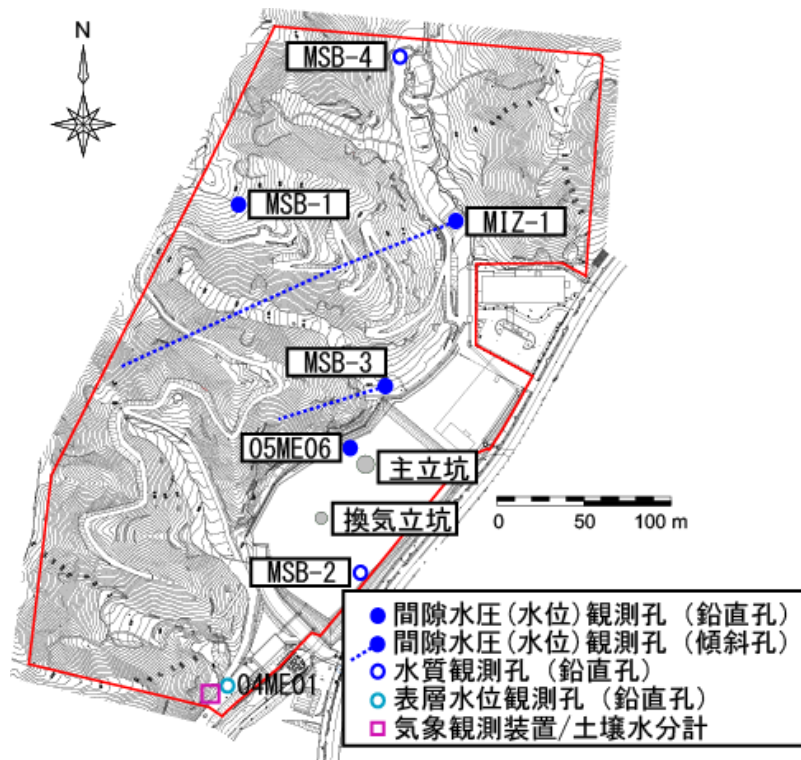 N
MSB-4
MSB-1
MIZ-1
MSB-3
05ME06
主立坑
換気立坑
0 50 100 m
MSB-2
間隙水圧(水位)観測孔 (鉛直孔)
間隙水圧(水位)観測孔 (傾斜孔)
水質観測孔 (鉛直孔)
04ME01
表層水位観測孔 (鉛直孔)
気象観測装置/土壌水分計